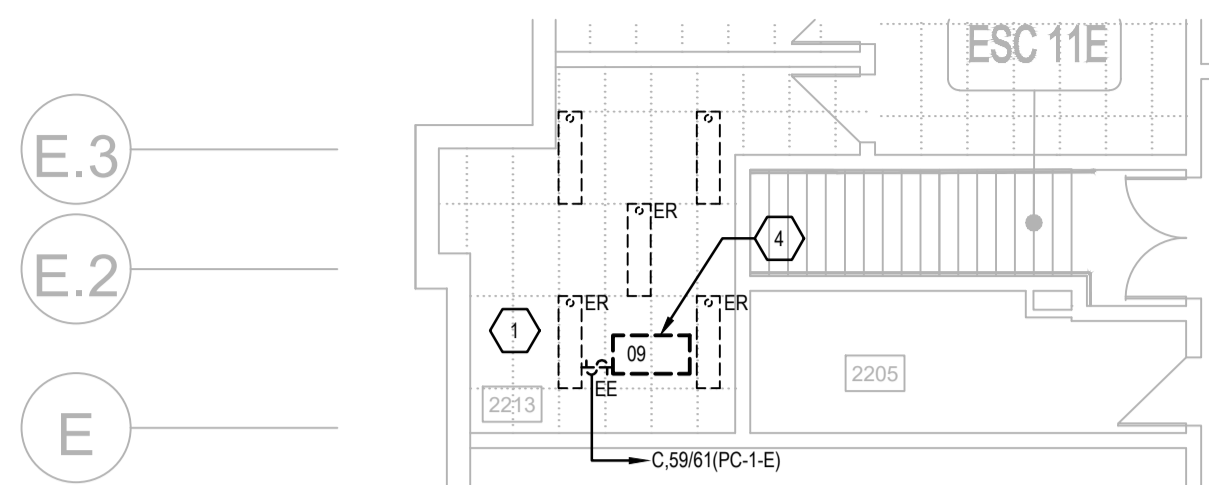 ESC 11E
E.3
ER
4
E.2
ER
ER
1
09
2205
EE
2213
E
C,59/61(PC-1-E)